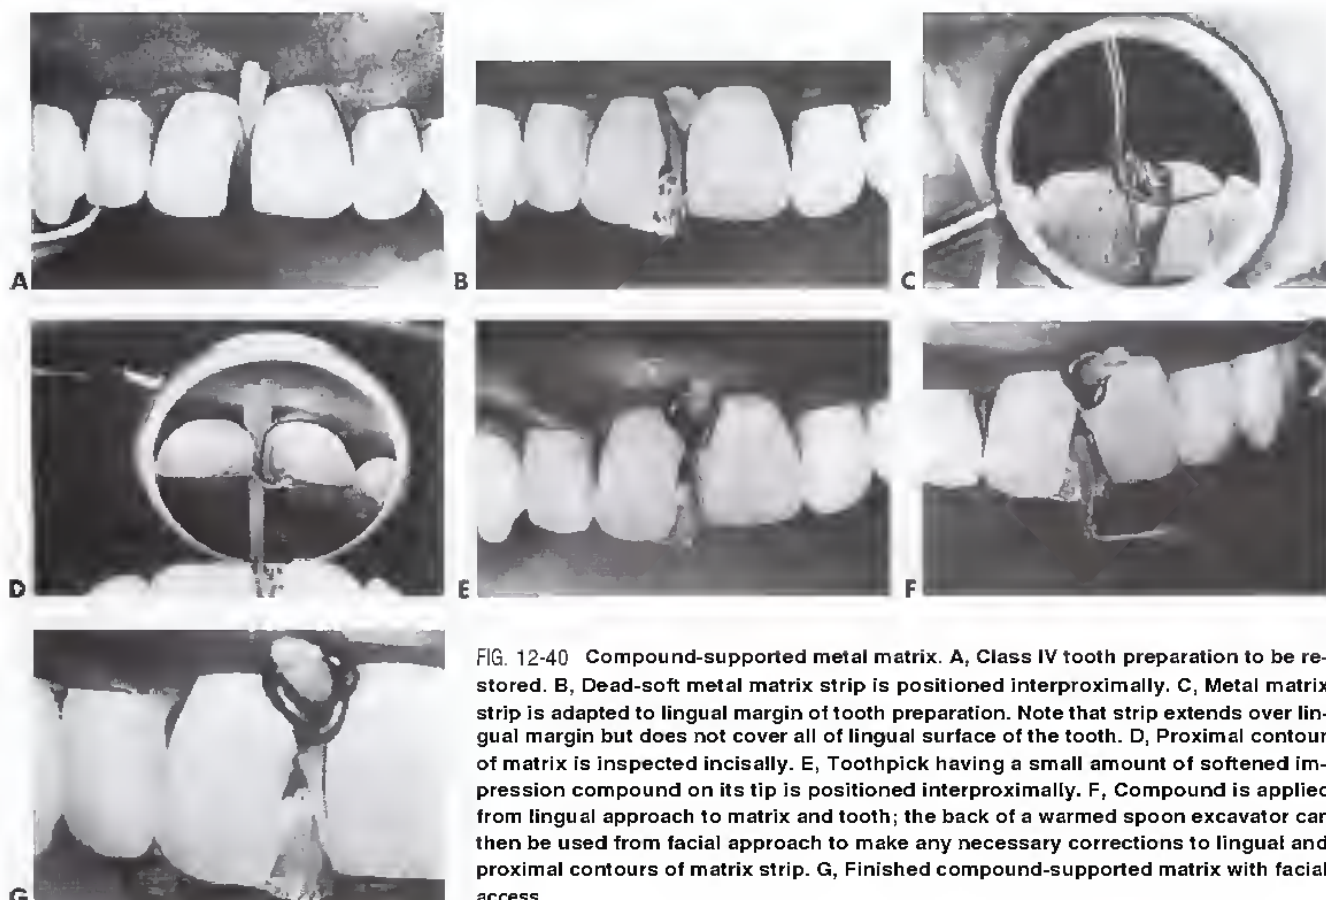 A
B
C
D
E
F
G
FIG. 12-40 Compound-supported metal matrix. A, Class IV tooth preparation to be re-
stored. B, Dead-soft metal matrix strip is positioned interproximally. C, Metal matrix
strip is adapted to lingual margin of tooth preparation. Note that strip extends over lin-
gual margin but does not cover all of lingual surface of the tooth. D, Proximal contour
of matrix is inspected incisally. E, Toothpick having a small amount of softened im-
pression compound on its tip is positioned interproximally. F, Compound is applied
from lingual approach to matrix and tooth; the back of a warmed spoon excavator can
then be used from facial approach to make any necessary corrections to lingual and
proximal contours of matrix strip. G, Finished compound-supported matrix with facial
access